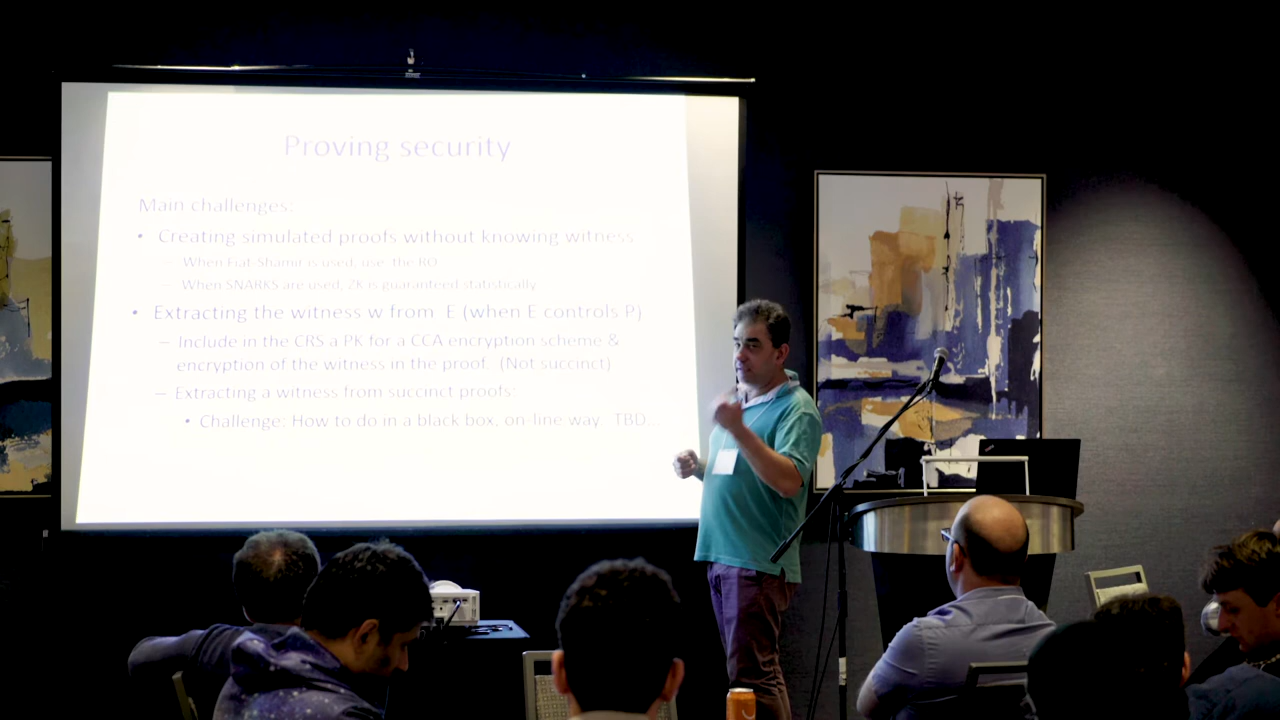 Proving security
Main challenges:
• Creating simulated proofs without knowing witness
– When Fiat-Shamir is used, use the RO
– When SNARKS are used, ZK is guaranteed statistically
• Extracting the witness w from E (when E controls P)
– Include in the CRS a PK for a CCA encryption scheme &
encryption of the witness in the proof. (Not succinct)
– Extracting a witness from succinct proofs:
• Challenge: How to do in a black box, on-line way TBD...